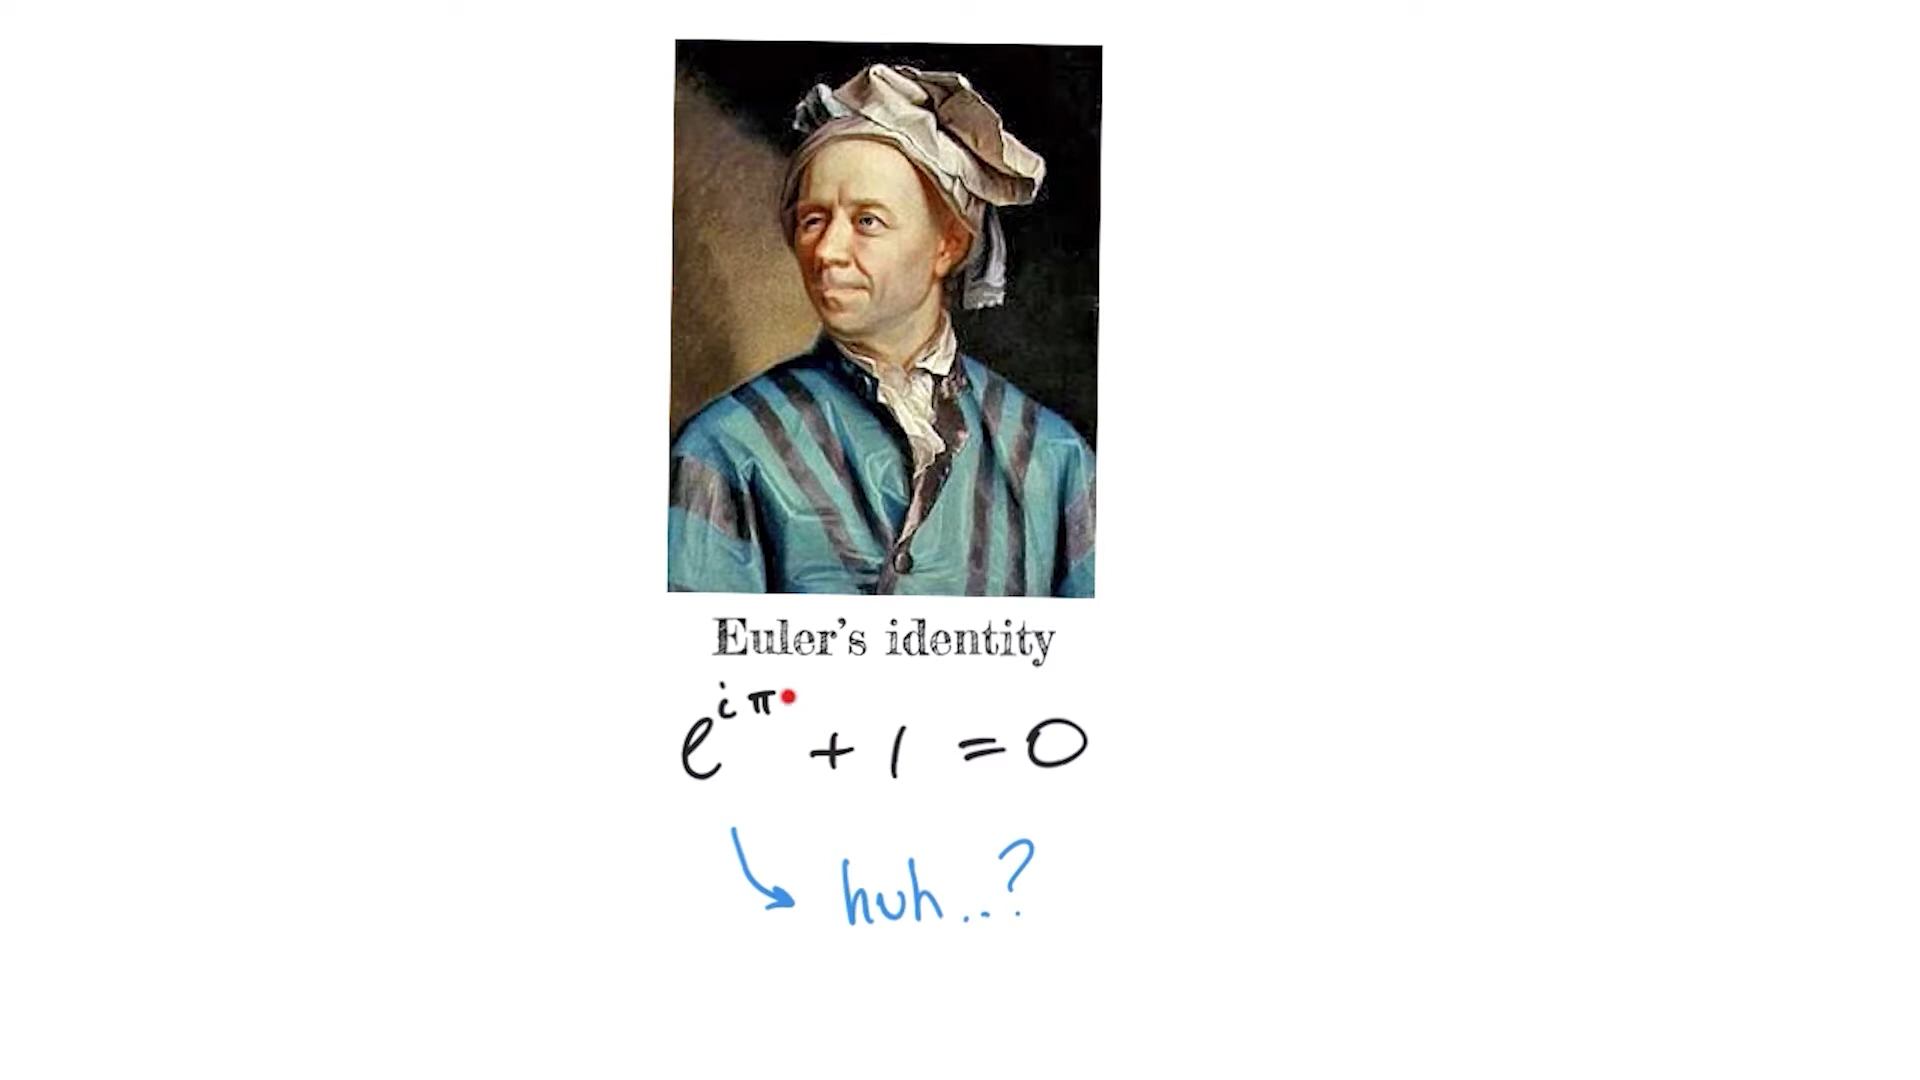 Euler's identity
e^{iπ} + 1 = 0
huh..?